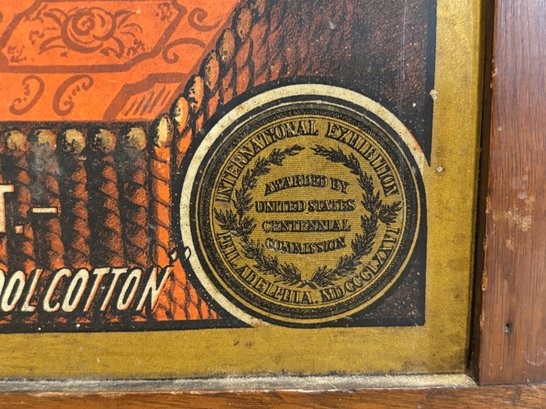 T.–
OOL COTTON"
INTERNATIONAL EXHIBITION
AWARDED BY
UNITED STATES
CENTENNIAL
COMMISSION
PHILADELPHIA. MDCCCLXXVI